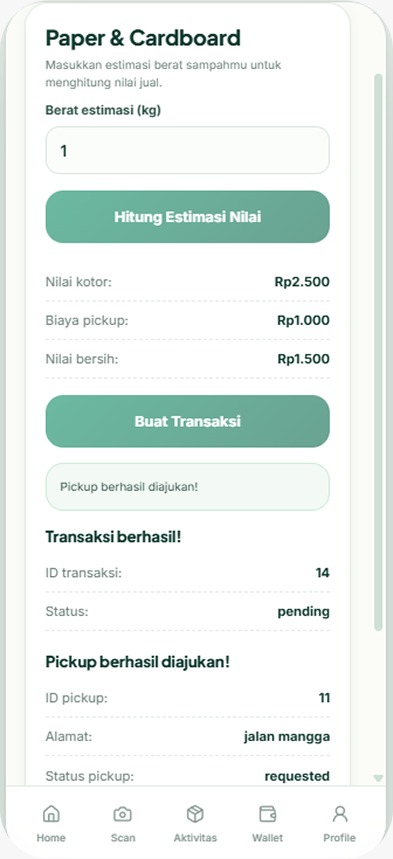 Paper & Cardboard
Masukkan estimasi berat sampahmu untuk
menghitung nilai jual.
Berat estimasi (kg)
1
Hitung Estimasi Nilai
Nilai kotor: Rp2.500
Biaya pickup: Rp1.000
Nilai bersih: Rp1.500
Buat Transaksi
Pickup berhasil diajukan!
Transaksi berhasil!
ID transaksi: 14
Status: pending
Pickup berhasil diajukan!
ID pickup: 11
Alamat: jalan mangga
Status pickup: requested
Home Scan Aktivitas Wallet Profile